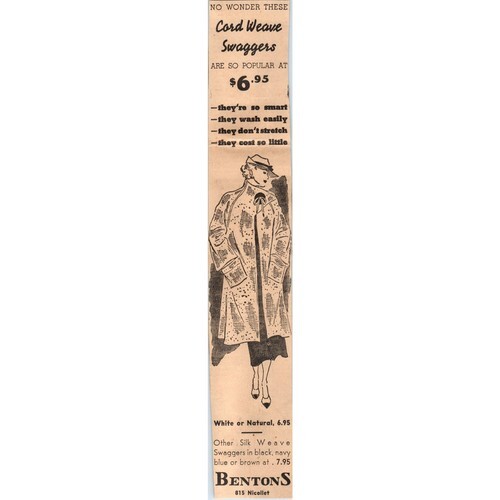 NO WONDER THESE
Cord Weave
Swaggers
ARE SO POPULAR AT
$6.95
—they're so smart
—they wash easily
—they don't stretch
—they cost so little
White or Natural, 6.95
Other Silk Weave
Swaggers in black, navy
blue or brown at . 7.95
BENTONS
815 Nicollet